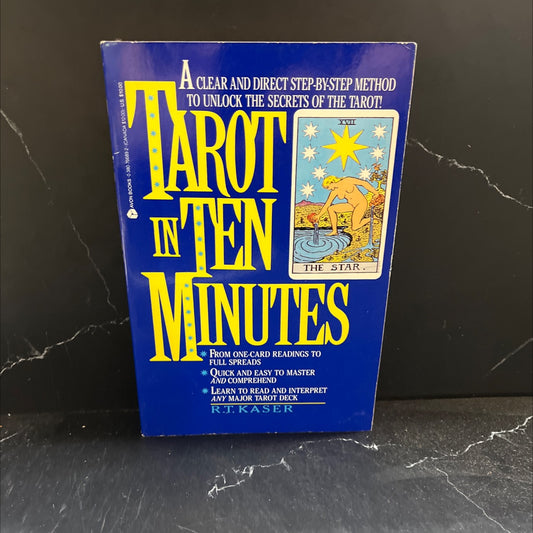 A CLEAR AND DIRECT STEP-BY-STEP METHOD
TO UNLOCK THE SECRETS OF THE TAROT!
TAROT
IN TEN
MINUTES
XVII
THE STAR.
FROM ONE-CARD READINGS TO
FULL SPREADS
QUICK AND EASY TO MASTER
AND COMPREHEND
LEARN TO READ AND INTERPRET
ANY MAJOR TAROT DECK
R.T. KASER
AVON BOOKS